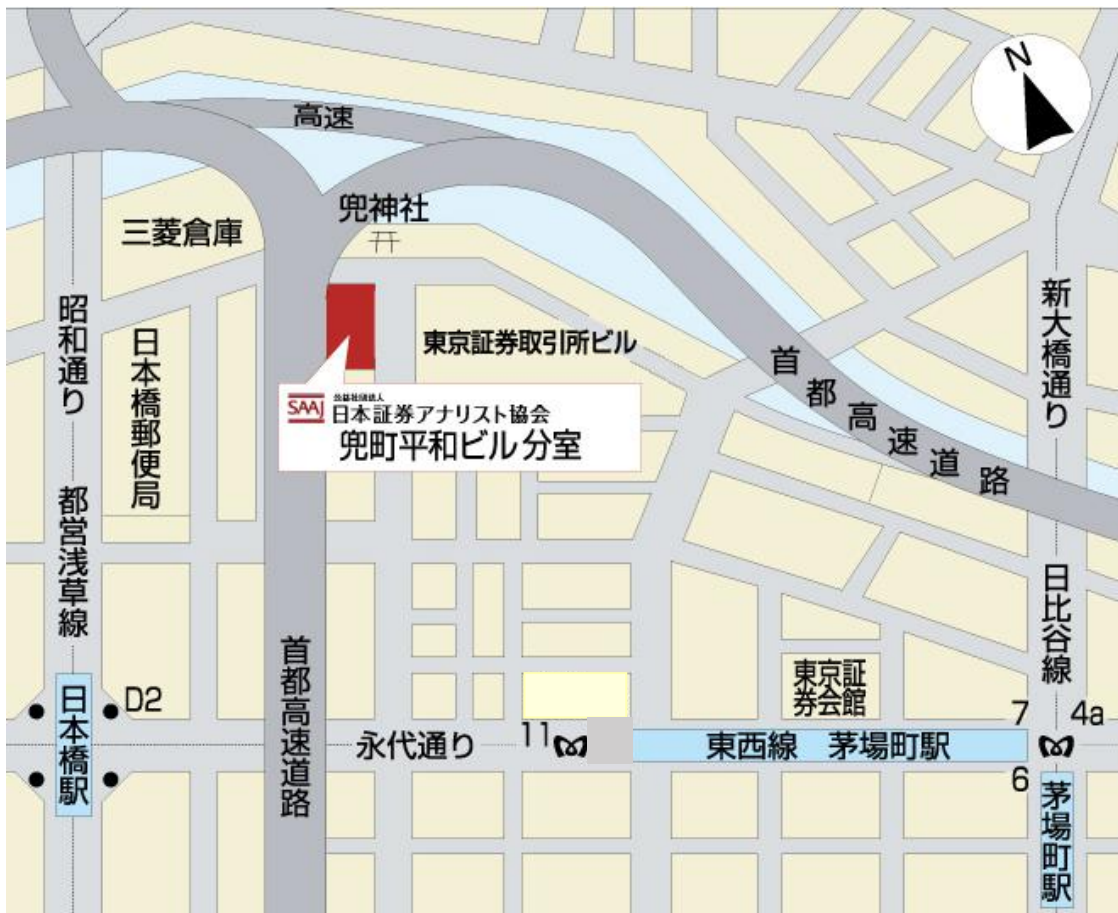 N
高速
兜神社
三菱倉庫
昭和通り
日本橋郵便局
東京証券取引所ビル
新大橋通り
首都高速道路
SAAJ
公益社団法人
日本証券アナリスト協会
兜町平和ビル分室
都営浅草線
日比谷線
首都高速道路
東京証
券会館
D2
日本橋駅
永代通り
11
東西線 茅場町駅
7
4a
6
茅場町駅